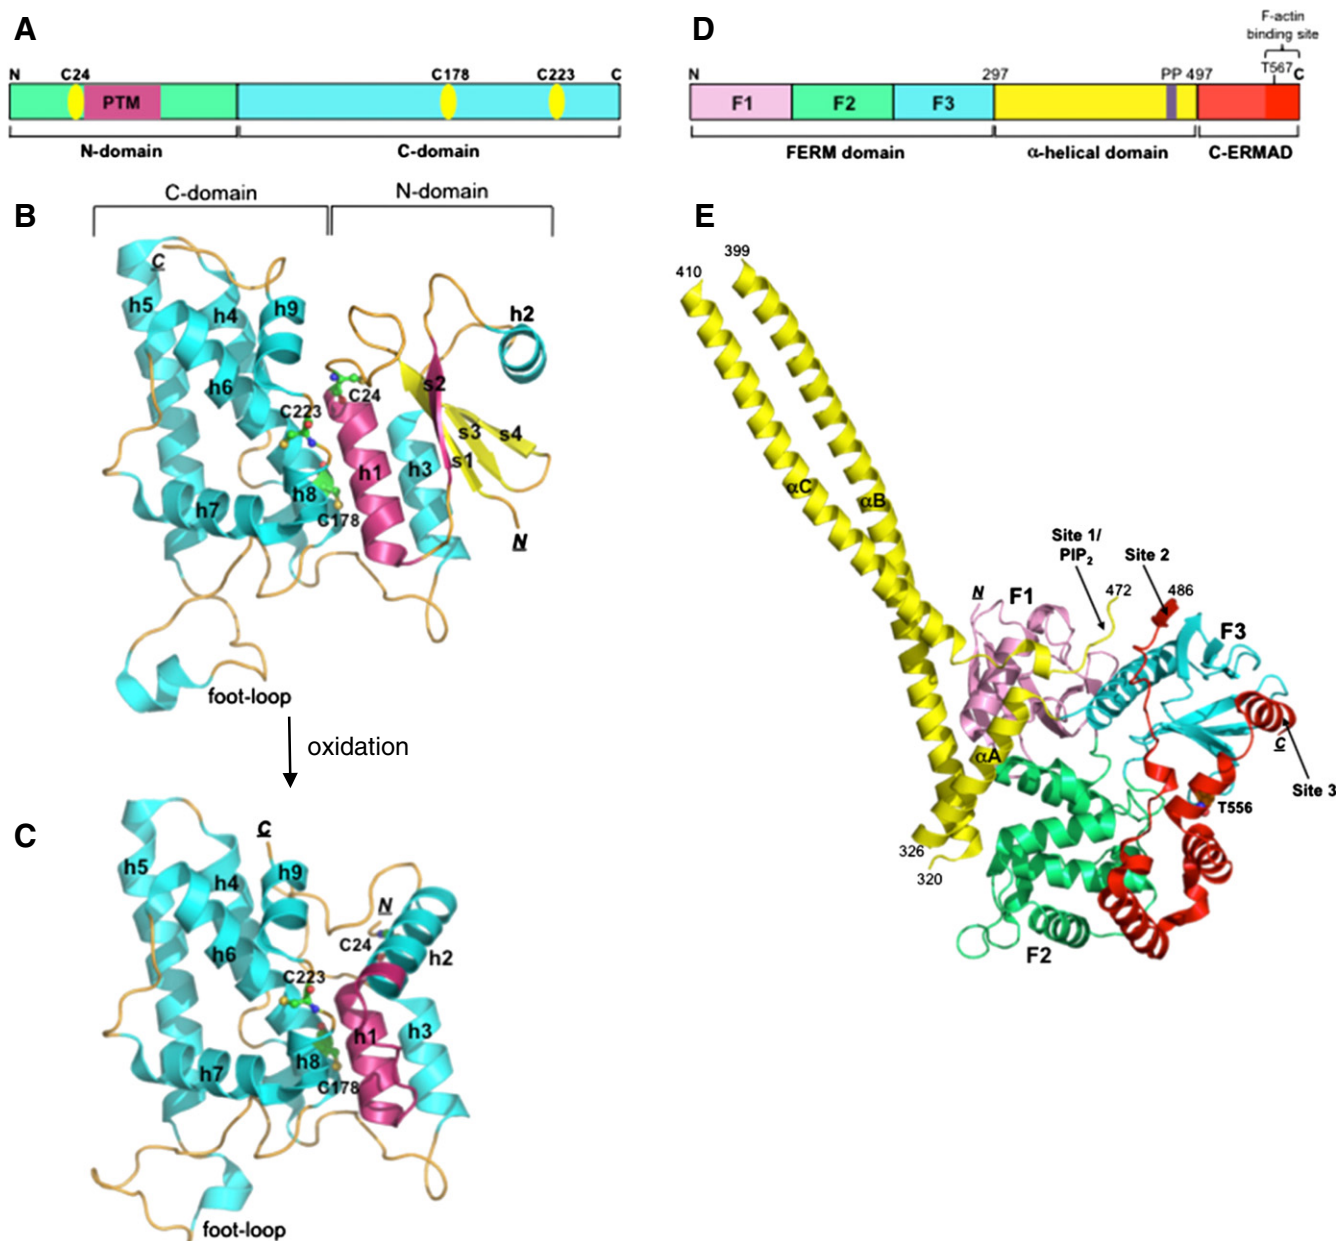 A
N C24 C178 C223 C
PTM
N-domain C-domain
B
C-domain N-domain
C
h5 h4 h9 h2
h6 s2
C24
C223
s3 s4
s1
h1 h3
h8
h7 C178
N
foot-loop
oxidation
C
C
h5 h4 h9
N
C24
h6 h2
C223
h1 h3
h8
h7
C178
foot-loop
D
F-actin
binding site
N 297 PP 497 T567 C
F1 F2 F3
FERM domain α-helical domain C-ERMAD
E
399
410
αC αB
Site 1/
PIP2
Site 2
N F1 472 486
F3
C
αA
Site 3
T556
326
320
F2